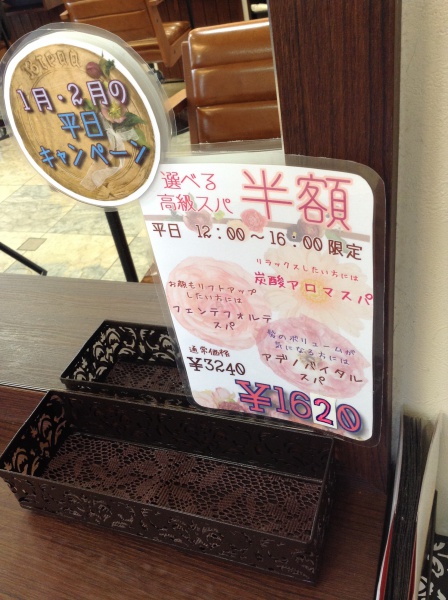 1月・2月の
平日
キャンペーン
選べる
高級スパ
半額
平日 12:00～16:00限定
リラックスしたい方には
炭酸アロマスパ
お顔もリフトアップ
したい方には
フェンテフォルテ
スパ
髪のボリュームが
気になる方には
アデノバイタル
スパ
通常価格
¥3240
¥1620